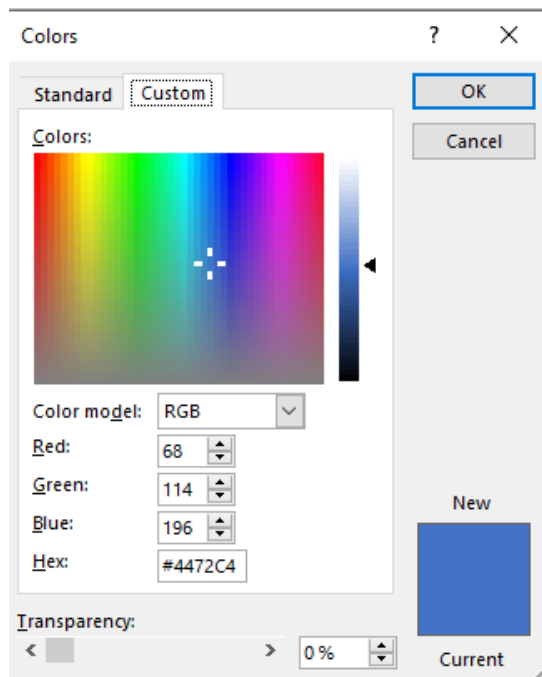 Colors ?
Standard Custom
OK
Cancel
Colors:
Color model: RGB
Red: 68
Green: 114
Blue: 196
Hex: #4472C4
New
Current
Transparency:
0 %